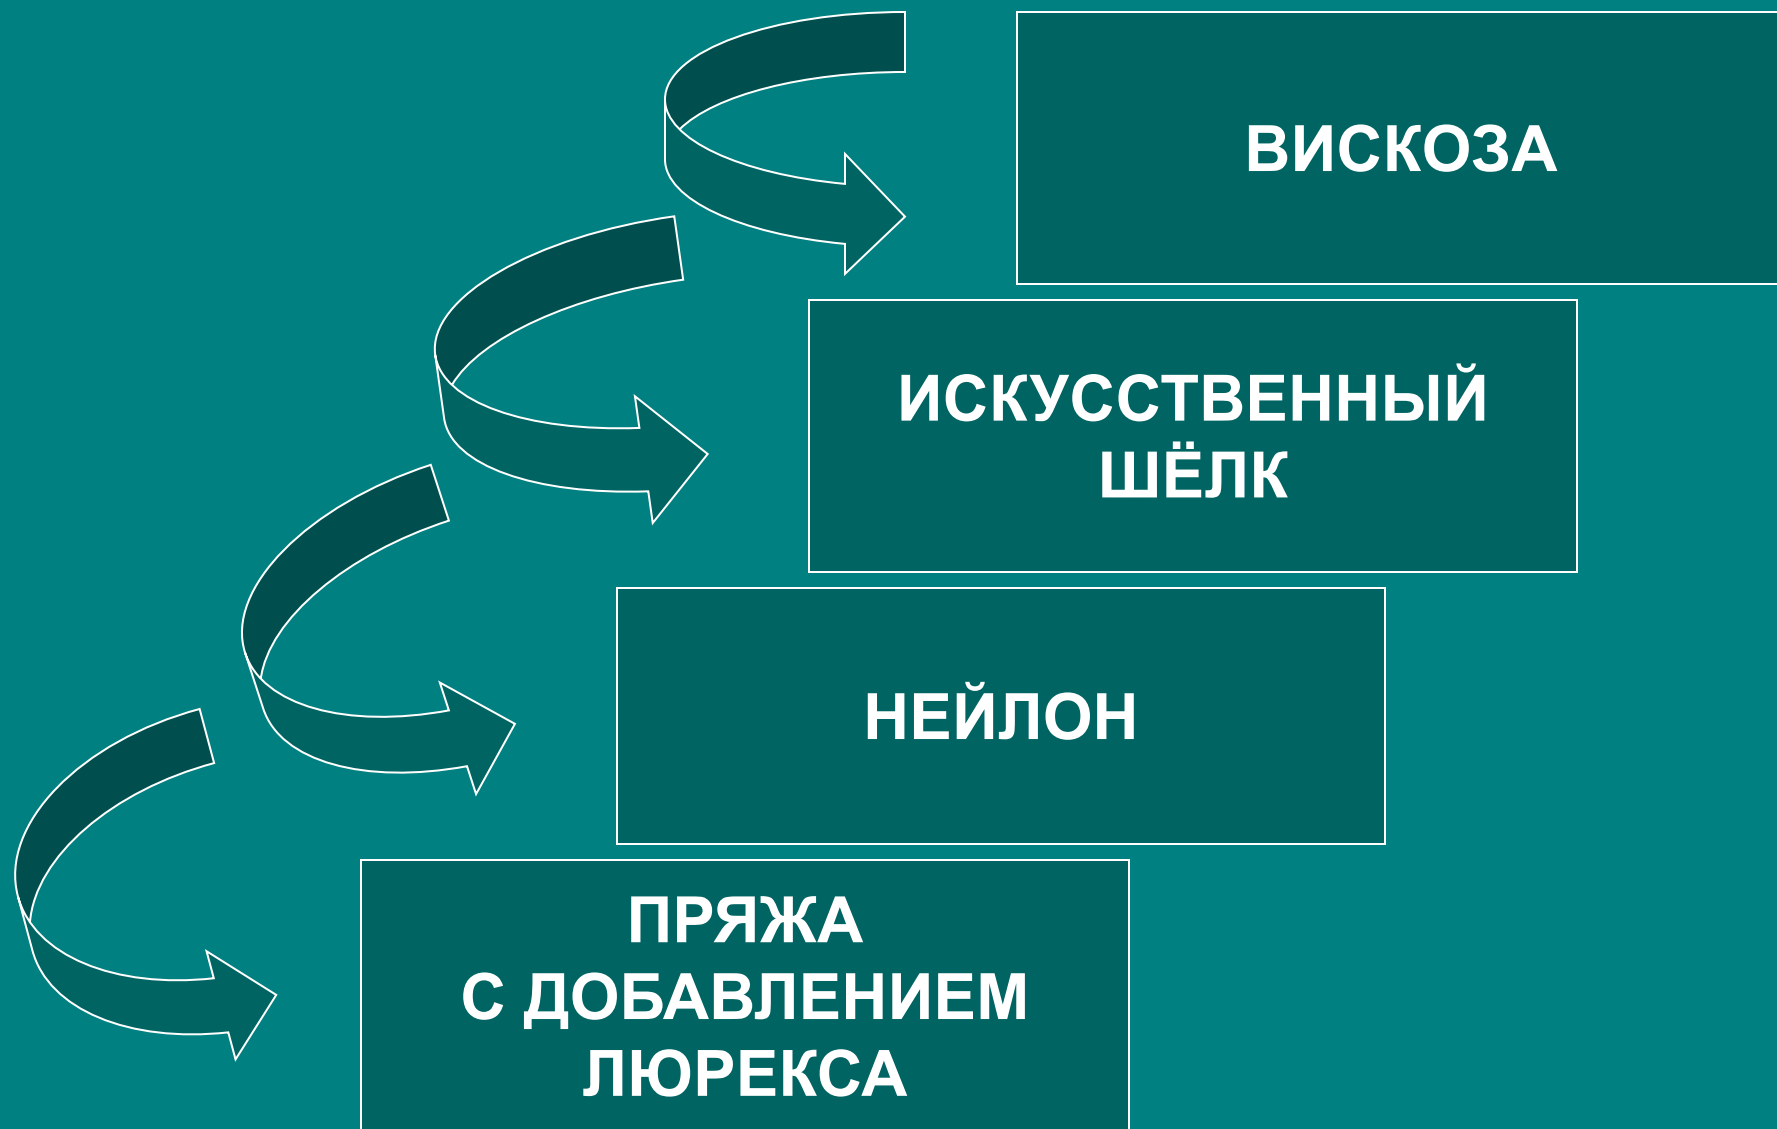 ВИСКОЗА
ИСКУССТВЕННЫЙ
ШЁЛК
НЕЙЛОН
ПРЯЖА
С ДОБАВЛЕНИЕМ
ЛЮРЕКСА